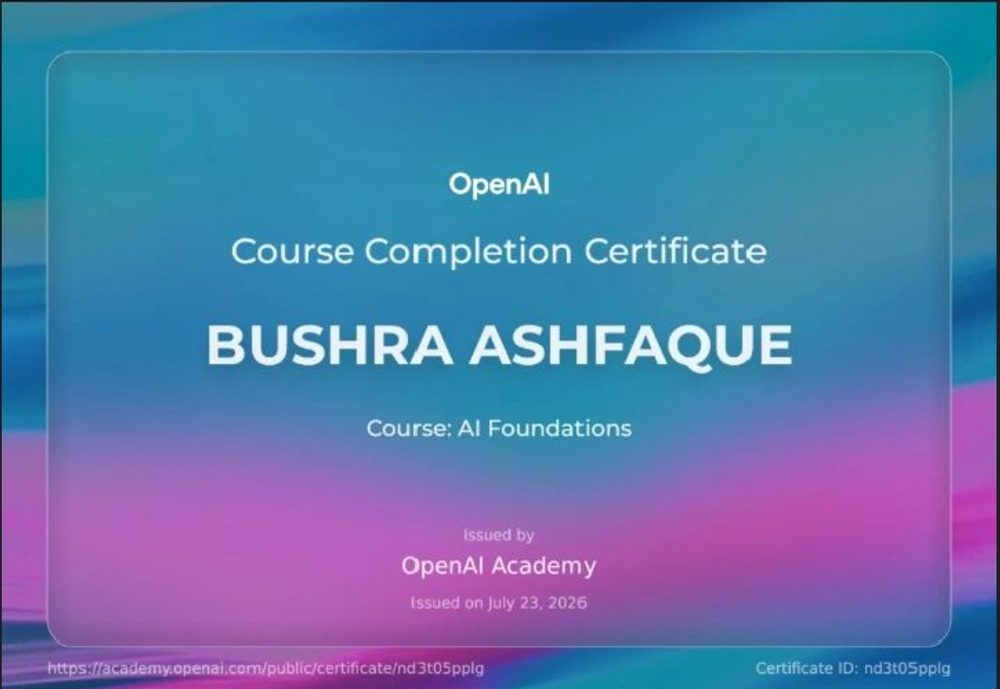 OpenAI
Course Completion Certificate
BUSHRA ASHFAQUE
Course: AI Foundations
Issued by
OpenAI Academy
Issued on July 23, 2026
https://academy.openai.com/public/certificate/nd3t05pplg
Certificate ID: nd3t05pplg